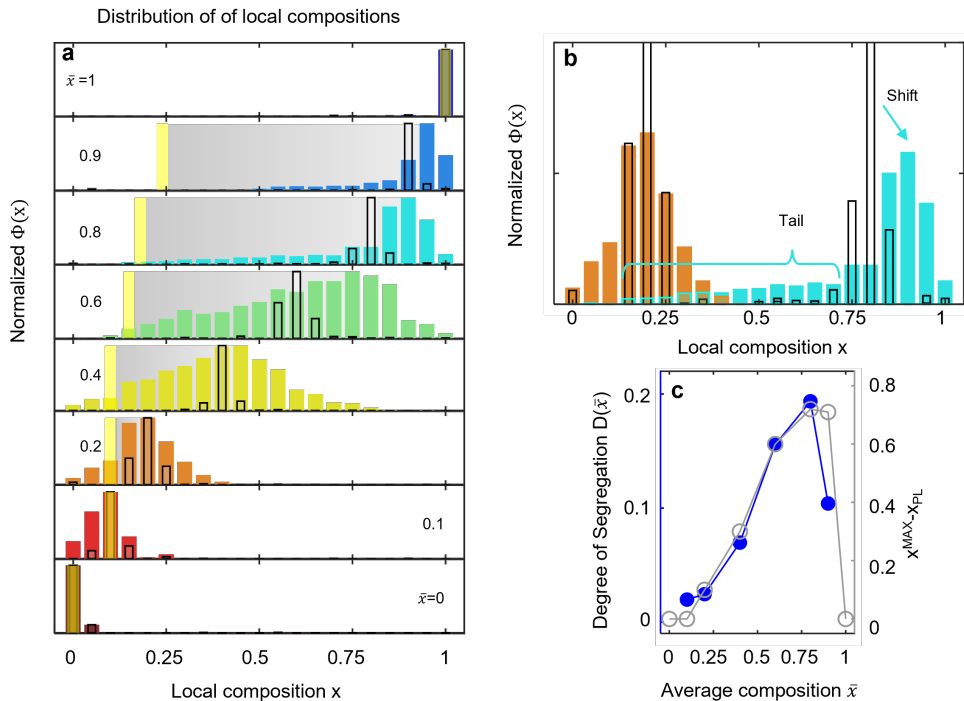 Distribution of of local compositions
a
x̄ =1
0.9
0.8
0.6
0.4
0.2
0.1
x̄=0
Normalized Φ(x)
0 0.25 0.50 0.75 1
Local composition x
b
Shift
Tail
Normalized Φ(x)
0 0.25 0.50 0.75 1
Local composition x
c
0.2
0.1
0
Degree of Segregation D(x̄)
0.8
0.6
0.4
0.2
0
x^MAX-x_PL
0 0.25 0.50 0.75 1
Average composition x̄